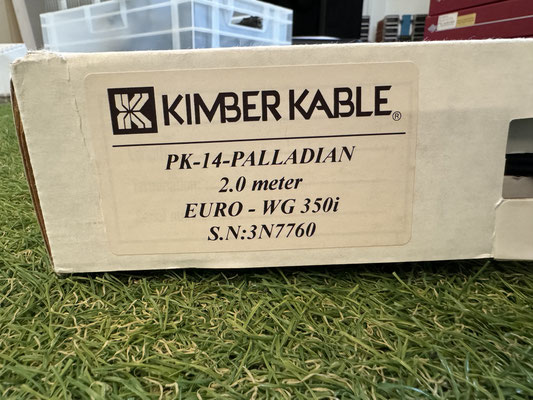 KIMBER KABLE®
PK-14-PALLADIAN
2.0 meter
EURO - WG 350i
S.N:3N7760